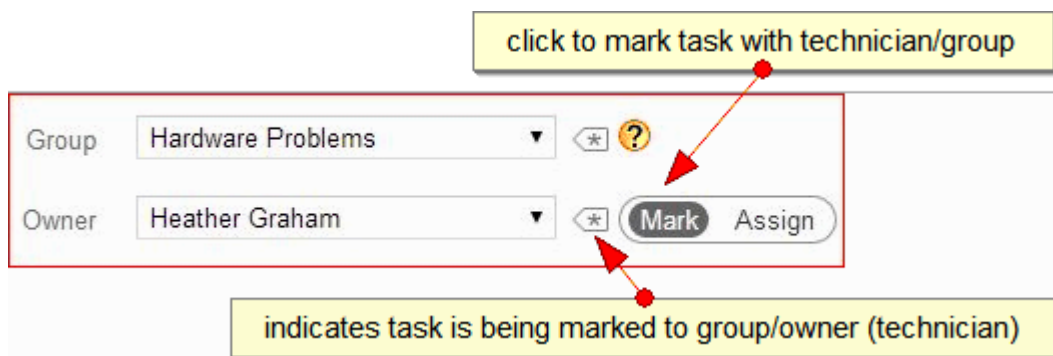 click to mark task with technician/group
Group Hardware Problems ?
Owner Heather Graham Mark Assign
indicates task is being marked to group/owner (technician)